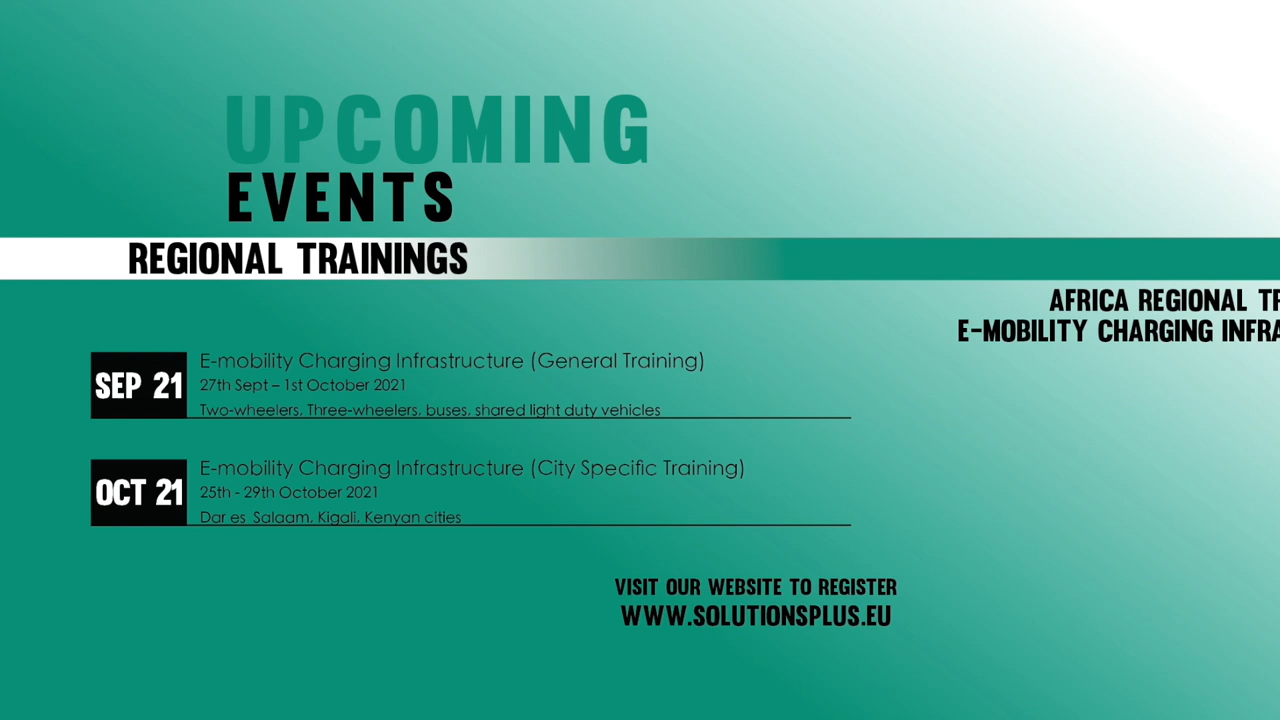 UPCOMING
EVENTS
REGIONAL TRAININGS
AFRICA REGIONAL
E-MOBILITY CHARGING
SEP 21
E-mobility Charging Infrastructure (General Training)
27th Sept – 1st October 2021
Two-wheelers, Three-wheelers, buses, shared light duty vehicles
OCT 21
E-mobility Charging Infrastructure (City Specific Training)
25th - 29th October 2021
Dar es Salaam, Kigali, Kenyan cities
VISIT OUR WEBSITE TO REGISTER
WWW.SOLUTIONSPLUS.EU